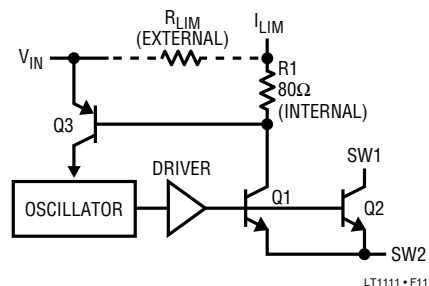 R_LIM
(EXTERNAL)
I_LIM
V_IN
R1
80Ω
(INTERNAL)
Q3
DRIVER
SW1
OSCILLATOR
Q1
Q2
SW2
LT1111 • F11